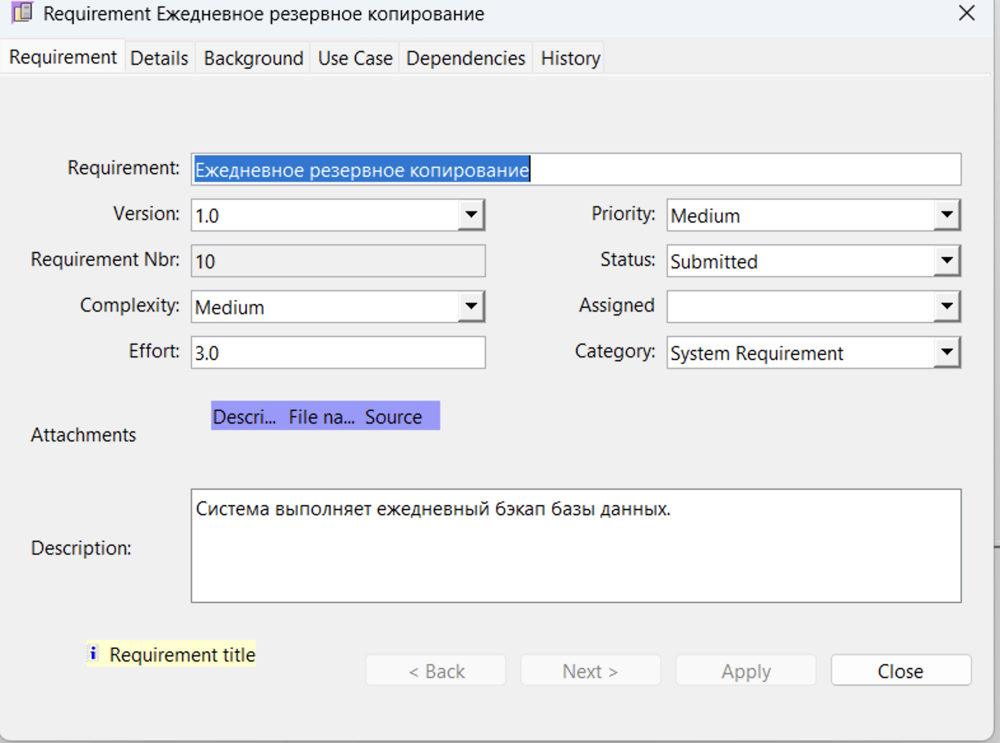 Requirement Ежедневное резервное копирование
Requirement Details Background Use Case Dependencies History
Requirement: Ежедневное резервное копирование
Version: 1.0 Priority: Medium
Requirement Nbr: 10 Status: Submitted
Complexity: Medium Assigned
Effort: 3.0 Category: System Requirement
Descri... File na... Source
Attachments
Система выполняет ежедневный бэкап базы данных.
Description:
i Requirement title
< Back Next > Apply Close